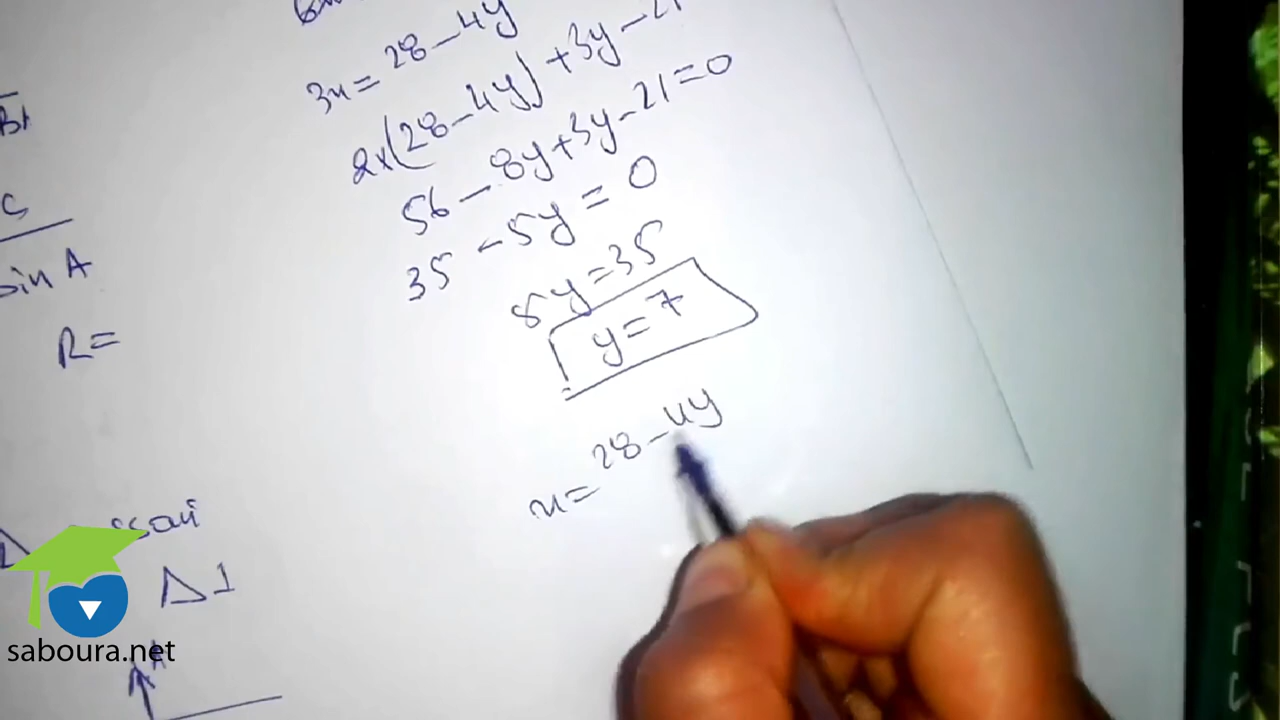 3x = 28 - 4y
2x(28 - 4y) + 3y - 21
56 - 8y + 3y - 21 = 0
35 - 5y = 0
5y = 35
y = 7
x = 28 - 4y
sin A
R =
Δ1
A
saboura.net